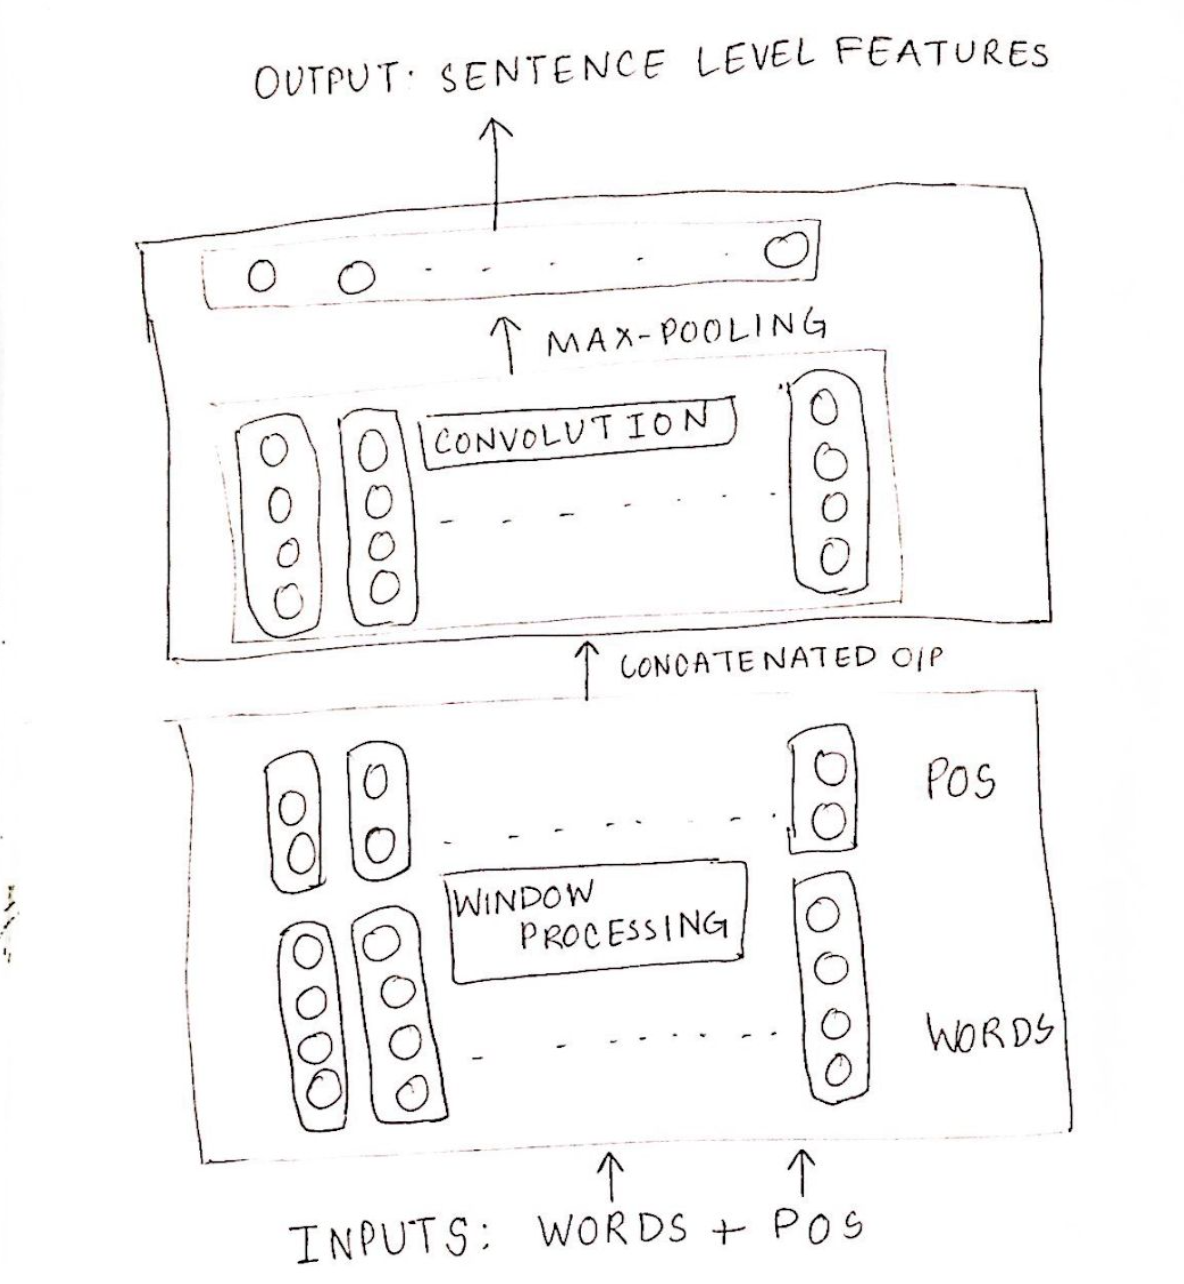 OUTPUT: SENTENCE LEVEL FEATURES
MAX-POOLING
CONVOLUTION
CONCATENATED O/P
POS
WINDOW
PROCESSING
WORDS
INPUTS: WORDS + POS